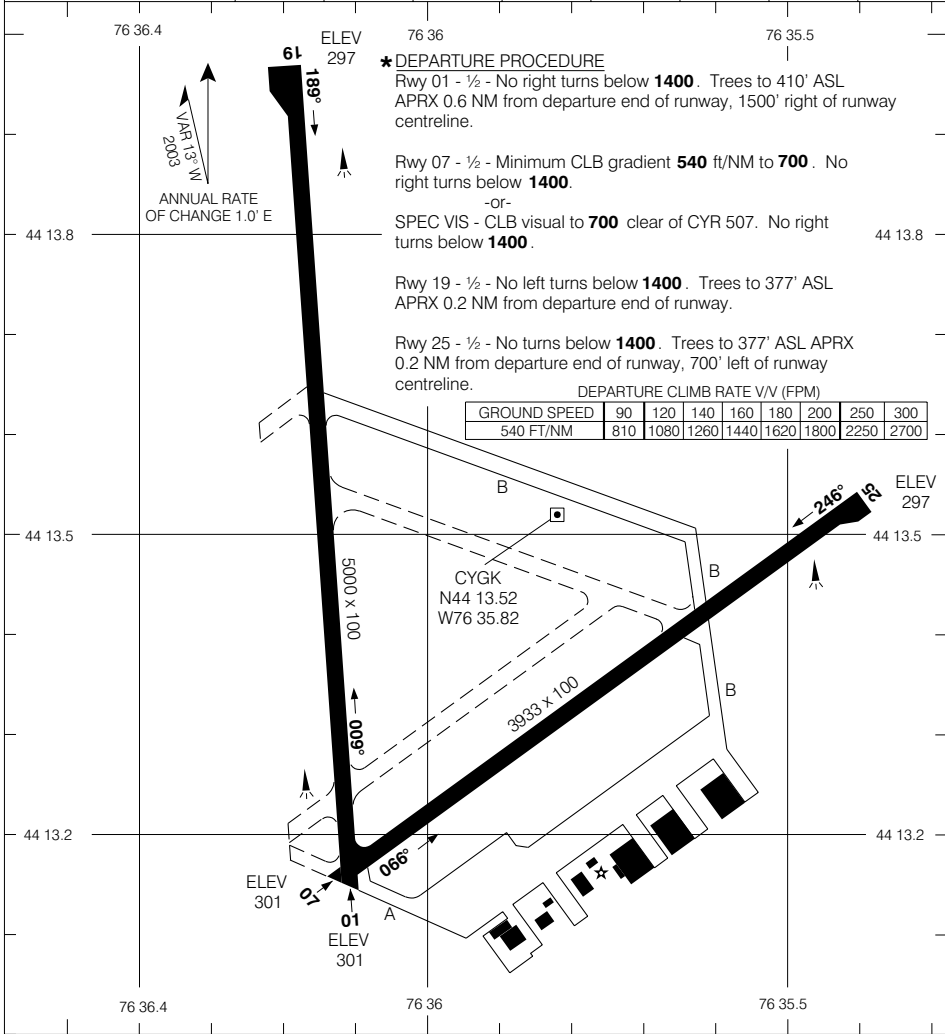 76 36.4
76 36
76 35.5
19
189°
ELEV
297
VAR 13° W
2003
ANNUAL RATE
OF CHANGE 1.0' E
* DEPARTURE PROCEDURE
Rwy 01 - ½ - No right turns below 1400. Trees to 410' ASL
APRX 0.6 NM from departure end of runway, 1500' right of runway
centreline.
Rwy 07 - ½ - Minimum CLB gradient 540 ft/NM to 700. No
right turns below 1400.
-or-
SPEC VIS - CLB visual to 700 clear of CYR 507. No right
turns below 1400.
44 13.8
44 13.8
Rwy 19 - ½ - No left turns below 1400. Trees to 377' ASL
APRX 0.2 NM from departure end of runway.
Rwy 25 - ½ - No turns below 1400. Trees to 377' ASL APRX
0.2 NM from departure end of runway, 700' left of runway
centreline.
DEPARTURE CLIMB RATE V/V (FPM)
GROUND SPEED 90 120 140 160 180 200 250 300
540 FT/NM 810 1080 1260 1440 1620 1800 2250 2700
B
246°
25
ELEV
297
44 13.5
44 13.5
5000 x 100
CYGK
N44 13.52
W76 35.82
B
B
3933 x 100
009°
44 13.2
44 13.2
066°
ELEV
301
07
01
ELEV
301
A
76 36.4
76 36
76 35.5